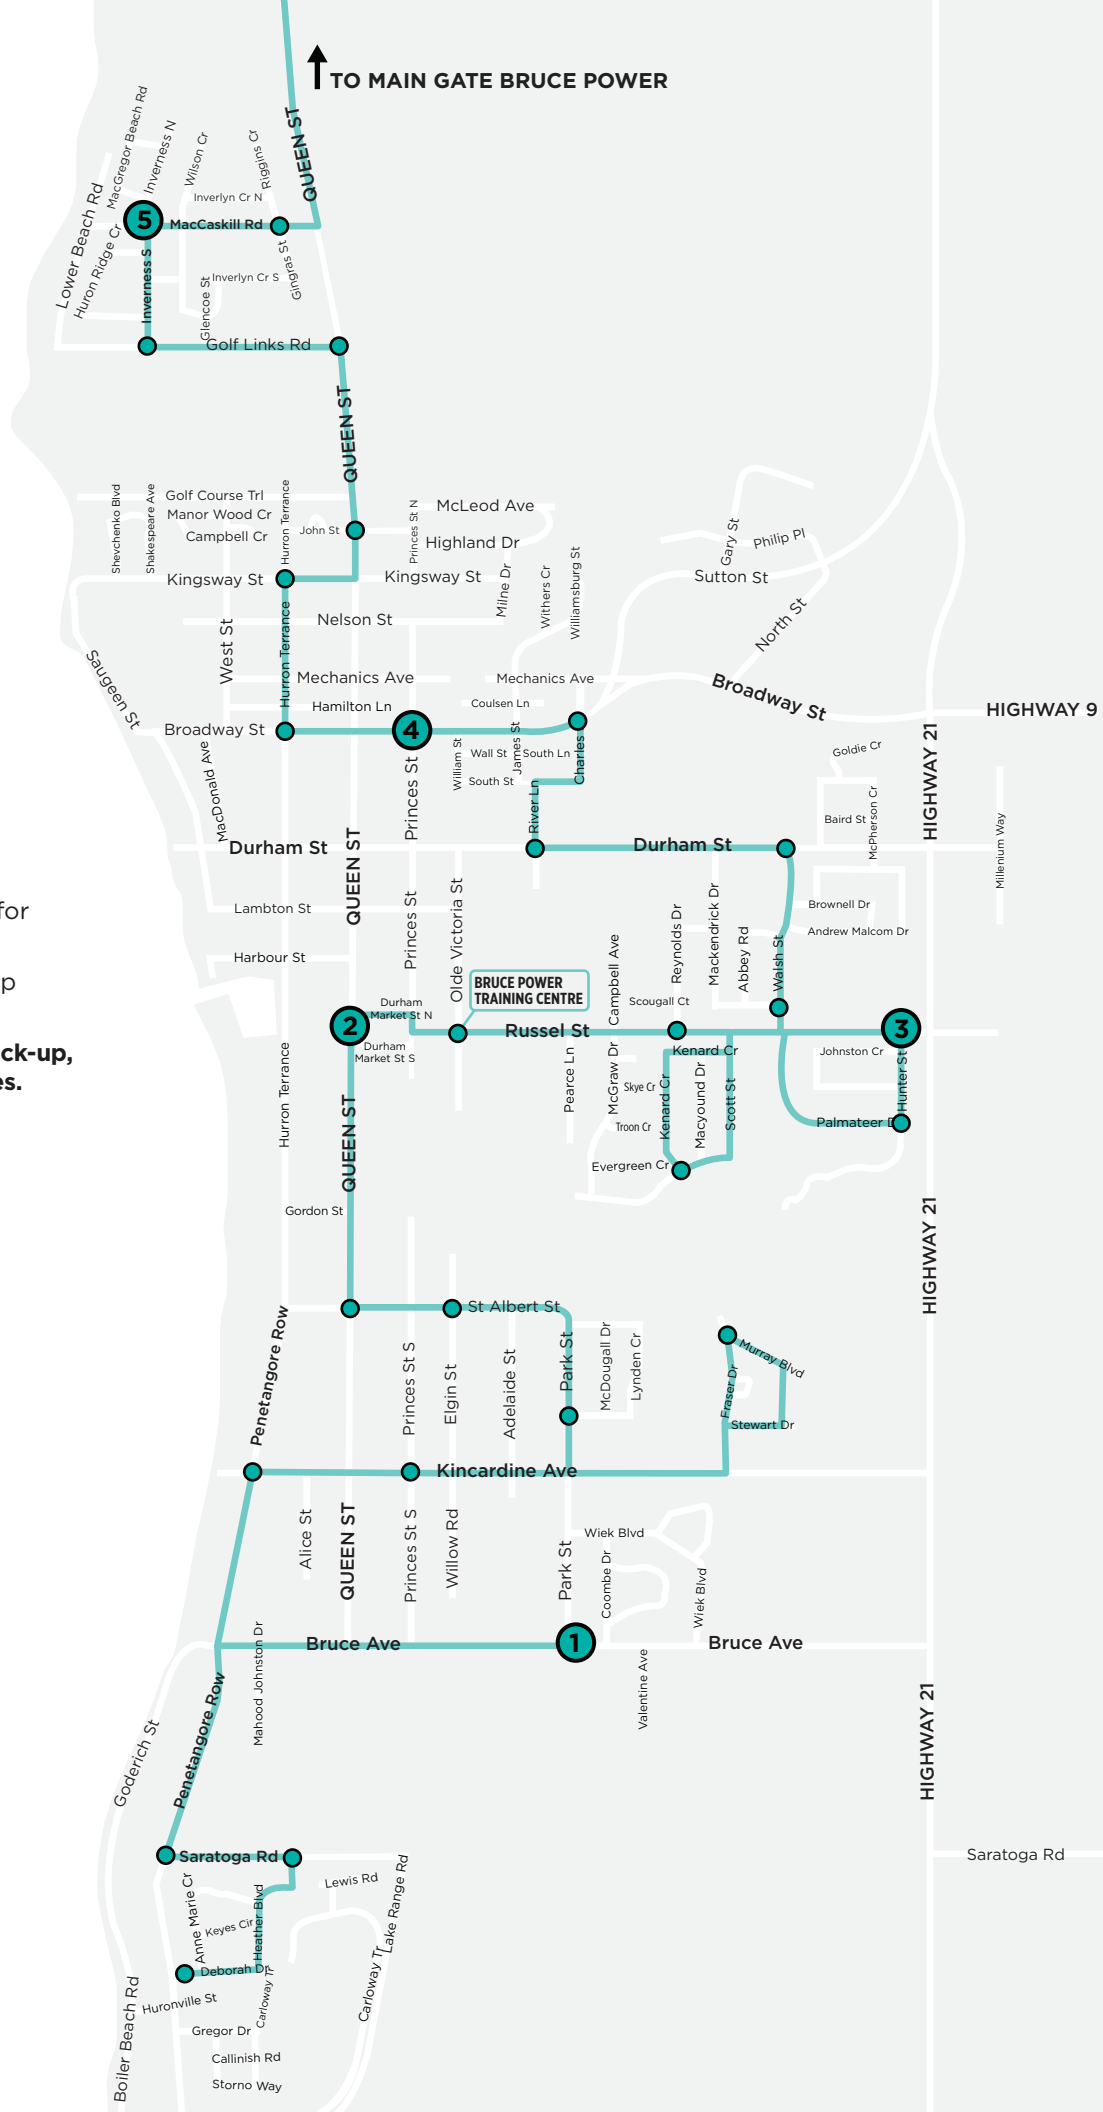 TO MAIN GATE BRUCE POWER
QUEEN ST
MacGregor Beach Rd
Inverness N
Wilson Cr
Riggins Cr
Lower Beach Rd
Inverlyn Cr N
5
MacCaskill Rd
Huron Ridge Cr
Inverness S
Gingras St
Inverlyn Cr S
Glencoe St
Golf Links Rd
QUEEN ST
Shevchenko Blvd
Shakespeare Ave
Golf Course Trl
Manor Wood Cr
Campbell Cr
Hurron Terrance
John St
Princes St N
McLeod Ave
Highland Dr
Gary St
Philip Pl
Kingsway St
Kingsway St
Milne Dr
Withers Cr
Williamsburg St
Sutton St
Nelson St
North St
West St
Hurron Terrance
Saugeen St
Mechanics Ave
Mechanics Ave
Broadway St
Hamilton Ln
Coulsen Ln
HIGHWAY 9
Broadway St
4
MacDonald Ave
Princes St
William St
Wall St
James St
South Ln
Charles
South St
River Ln
Goldie Cr
HIGHWAY 21
Baird St
McPherson Cr
Millenium Way
Durham St
QUEEN ST
Durham St
Lambton St
Princes St
Olde Victoria St
Brownell Dr
Andrew Malcom Dr
Reynolds Dr
Mackendrick Dr
Abbey Rd
Walsh St
Campbell Ave
for
Harbour St
p
BRUCE POWER
TRAINING CENTRE
Durham
Market St N
Scougall Ct
2
Russel St
3
ck-up,
Durham
Market St S
Kenard Cr
Johnston Cr
Hunter St
es.
Hurron Terrance
Pearce Ln
McGraw Dr
Skye Cr
Kenard Cr
Macyound Dr
Scott St
Troon Cr
Palmateer D
QUEEN ST
Evergreen Cr
Gordon St
HIGHWAY 21
St Albert St
Penetangore Row
Princes St S
Elgin St
Adelaide St
Park St
McDougall Dr
Lynden Cr
Murray Blvd
Fraser Dr
Stewart Dr
Kincardine Ave
Alice St
QUEEN ST
Princes St S
Willow Rd
Park St
Wiek Blvd
Coombe Dr
Wiek Blvd
Bruce Ave
1
Bruce Ave
Mahood Johnston Dr
Valentine Ave
HIGHWAY 21
Goderich St
Penetangore Row
Saratoga Rd
Saratoga Rd
Lewis Rd
Lake Range Rd
Anne Marie Cr
Keyes Cir
Heather Blvd
Deborah Dr
Huronville St
Carloway Tr
Carloway Tr
Boiler Beach Rd
Gregor Dr
Callinish Rd
Storno Way